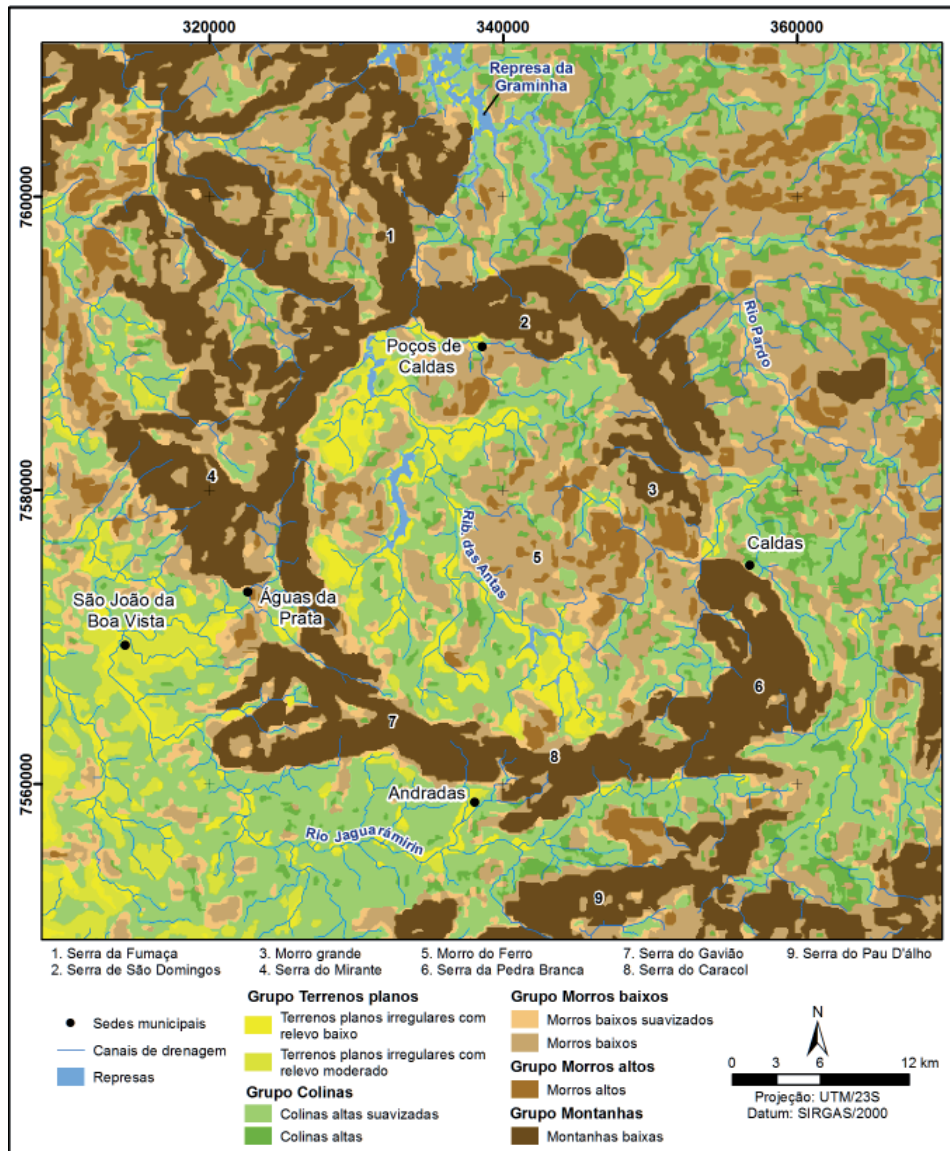 320000 340000 360000
Represa da
Graminha
7600000
1
2
Rio Pardo
Poços de
Caldas
4
7580000
3
Rib. das Antas
5
Caldas
São João da
Boa Vista
Águas da
Prata
6
7
8
7560000
Andradas
Rio Jaguarámirín
9
1. Serra da Fumaça 3. Morro grande 5. Morro do Ferro 7. Serra do Gavião 9. Serra do Pau D'álho
2. Serra de São Domingos 4. Serra do Mirante 6. Serra da Pedra Branca 8. Serra do Caracol
Sedes municipais
Canais de drenagem
Represas
Grupo Terrenos planos
Terrenos planos irregulares com
relevo baixo
Terrenos planos irregulares com
relevo moderado
Grupo Colinas
Colinas altas suavizadas
Colinas altas
Grupo Morros baixos
Morros baixos suavizados
Morros baixos
Grupo Morros altos
Morros altos
Grupo Montanhas
Montanhas baixas
N
0 3 6 12 km
Projeção: UTM/23S
Datum: SIRGAS/2000